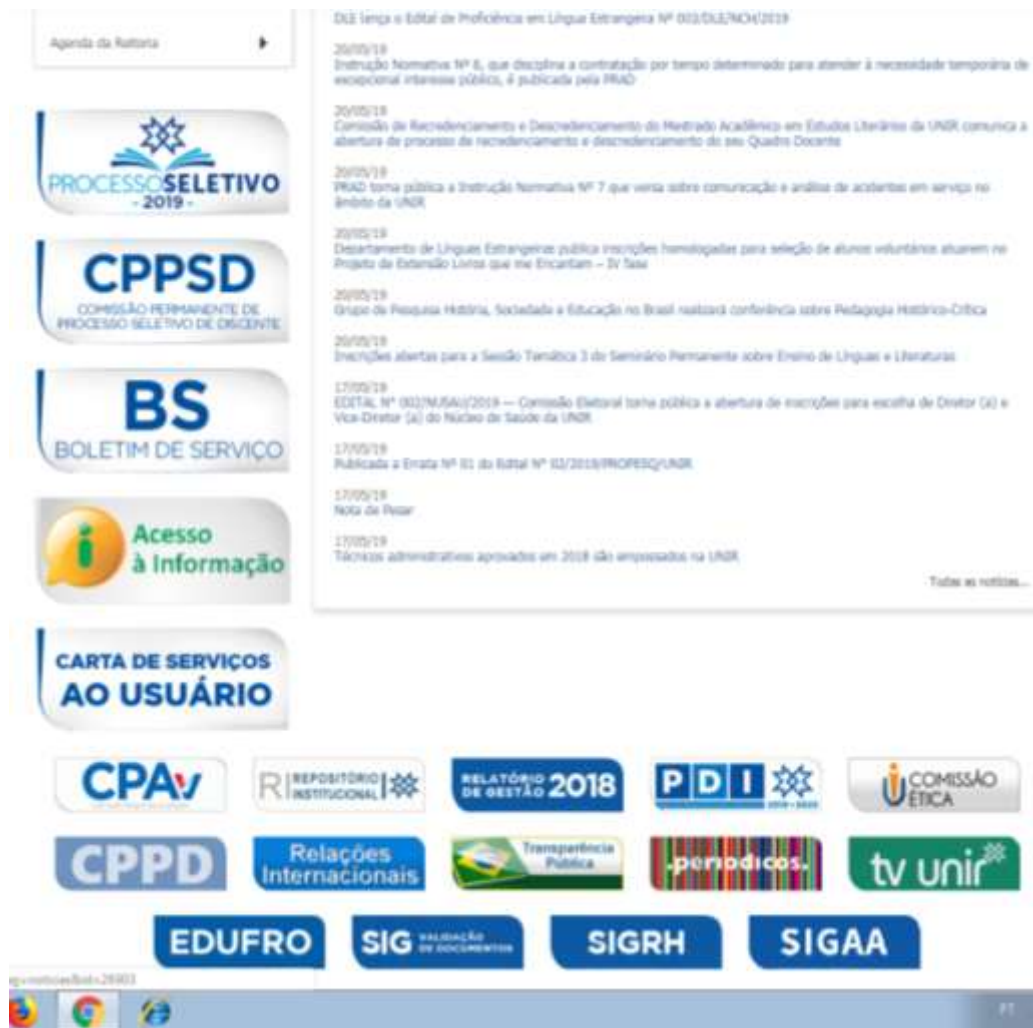 Agenda da Reitoria
PROCESSOSELETIVO
- 2019 -
CPPSD
COMISSÃO PERMANENTE DE
PROCESSO SELETIVO DE DISCENTE
BS
BOLETIM DE SERVIÇO
Acesso
à Informação
CARTA DE SERVIÇOS
AO USUÁRIO
DLE lança o Edital de Proficiência em Língua Estrangeira Nº 003/DLE/NCH/2019
20/05/19
Instrução Normativa Nº 6, que disciplina a contratação por tempo determinado para atender à necessidade temporária de
excepcional interesse público, é publicada pela PRAD
20/05/19
Comissão de Recredenciamento e Descredenciamento do Mestrado Acadêmico em Estudos Literários da UNIR comunica a
abertura de processo de recredenciamento e descredenciamento do seu Quadro Docente
20/05/19
PRAD torna pública a Instrução Normativa Nº 7 que versa sobre comunicação e análise de acidentes em serviço no
âmbito da UNIR
20/05/19
Departamento de Línguas Estrangeiras publica inscrições homologadas para seleção de alunos voluntários atuarem no
Projeto de Extensão Livros que me Encantam – IV fase
20/05/19
Grupo de Pesquisa História, Sociedade e Educação no Brasil realizará conferência sobre Pedagogia Histórico-Crítica
20/05/19
Inscrições abertas para a Sessão Temática 3 do Seminário Permanente sobre Ensino de Línguas e Literaturas
17/05/19
EDITAL Nº 002/NUSAU/2019 — Comissão Eleitoral torna pública a abertura de inscrições para escolha de Diretor (a) e
Vice-Diretor (a) do Núcleo de Saúde da UNIR
17/05/19
Publicada a Errata Nº 01 do Edital Nº 02/2019/PROPESQ/UNIR
17/05/19
Nota de Pesar
17/05/19
Técnicos administrativos aprovados em 2018 são empossados na UNIR
Todas as notícias...
CPAv
RI REPOSITÓRIO
INSTITUCIONAL
RELATÓRIO
DE GESTÃO 2018
PDI
COMISSÃO
ÉTICA
CPPD
Relações
Internacionais
Transparência
Pública
.periodicos.
tv unir
EDUFRO
SIG VALIDAÇÃO
DE DOCUMENTOS
SIGRH
SIGAA
PT